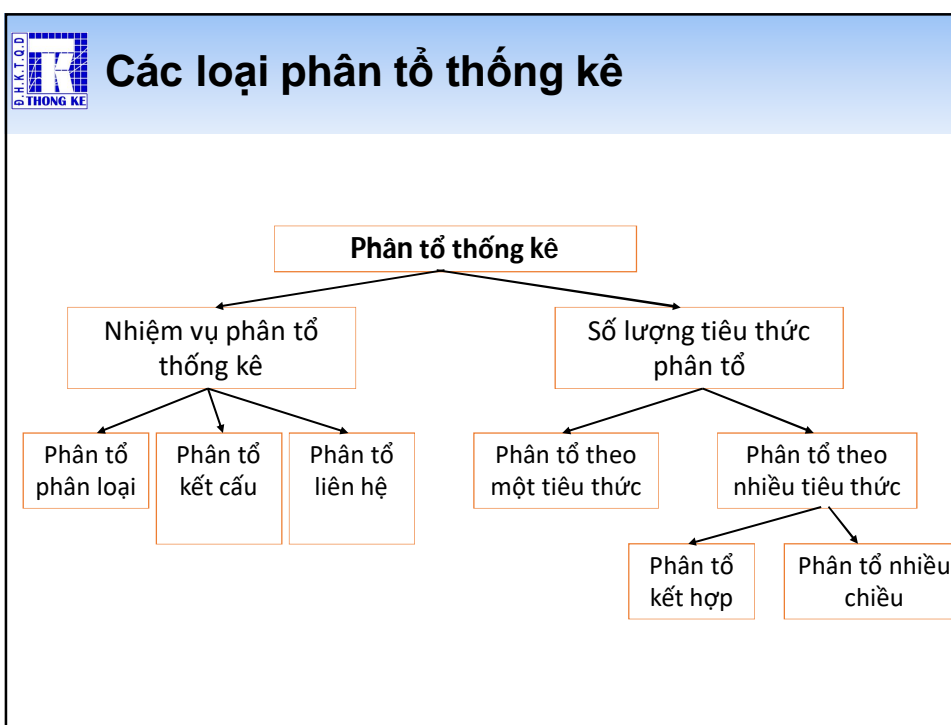 Đ.H.K.T.Q.D
TK
THONG KE
Các loại phân tổ thống kê
Phân tổ thống kê
Nhiệm vụ phân tổ
thống kê
Số lượng tiêu thức
phân tổ
Phân tổ
phân loại
Phân tổ
kết cấu
Phân tổ
liên hệ
Phân tổ theo
một tiêu thức
Phân tổ theo
nhiều tiêu thức
Phân tổ
kết hợp
Phân tổ nhiều
chiều